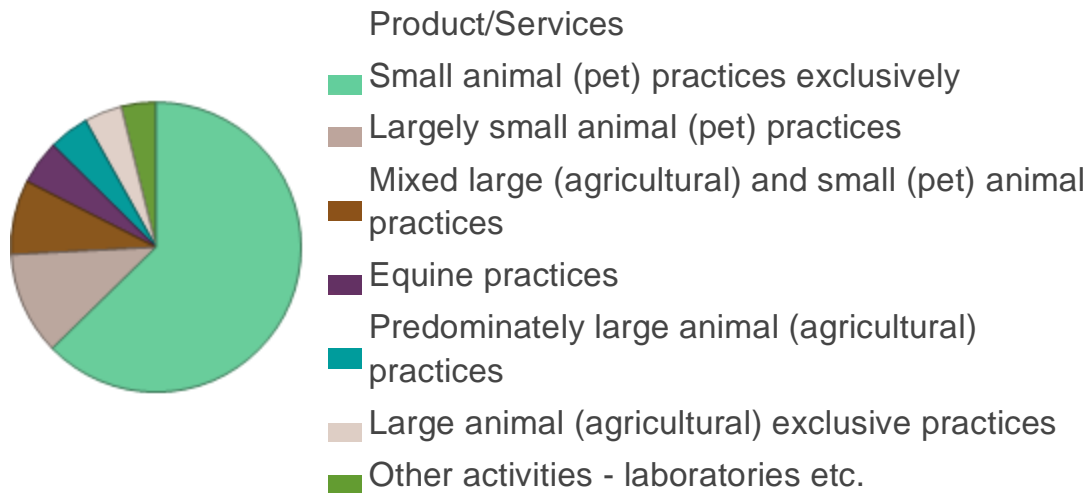 Product/Services
Small animal (pet) practices exclusively
Largely small animal (pet) practices
Mixed large (agricultural) and small (pet) animal
practices
Equine practices
Predominately large animal (agricultural)
practices
Large animal (agricultural) exclusive practices
Other activities - laboratories etc.